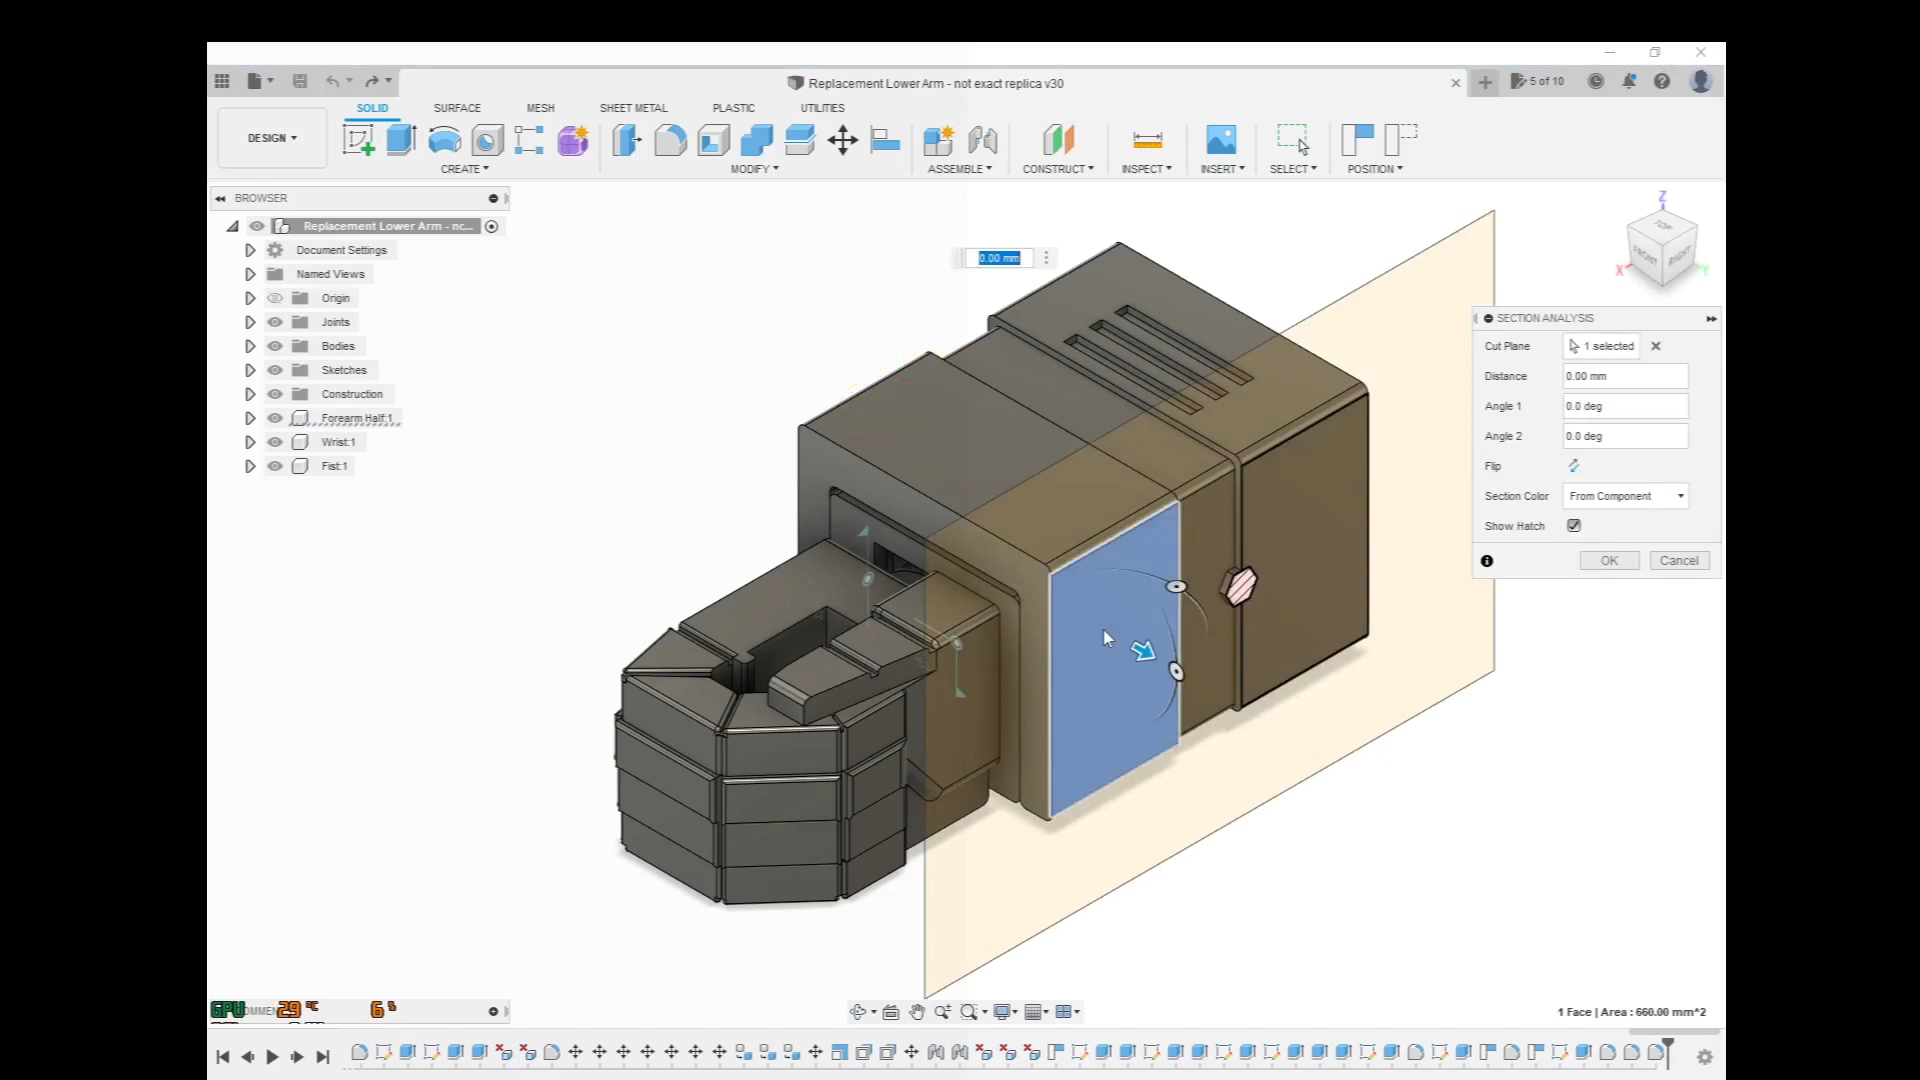 Replacement Lower Arm - not exact replica v30
5 of 10
DESIGN
SOLID
SURFACE
MESH
SHEET METAL
PLASTIC
UTILITIES
CREATE
MODIFY
ASSEMBLE
CONSTRUCT
INSPECT
INSERT
SELECT
POSITION
BROWSER
Replacement Lower Arm - nc...
Document Settings
Named Views
Origin
Joints
Bodies
Sketches
Construction
Forearm Half:1
Wrist:1
Fist:1
0.00 mm
Z
TOP
FRONT
RIGHT
X
Y
SECTION ANALYSIS
Cut Plane 1 selected
Distance 0.00 mm
Angle 1 0.0 deg
Angle 2 0.0 deg
Flip
Section Color From Component
Show Hatch
OK Cancel
GPU 29 °C 6 %
1 Face | Area : 660.00 mm^2